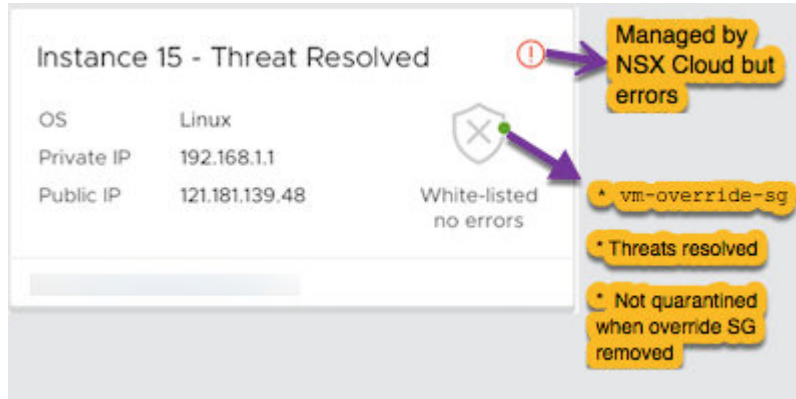 Instance 15 - Threat Resolved
OS Linux
Private IP 192.168.1.1
Public IP 121.181.139.48
White-listed
no errors
Managed by
NSX Cloud but
errors
* vm-override-sg
* Threats resolved
* Not quarantined
when override SG
removed